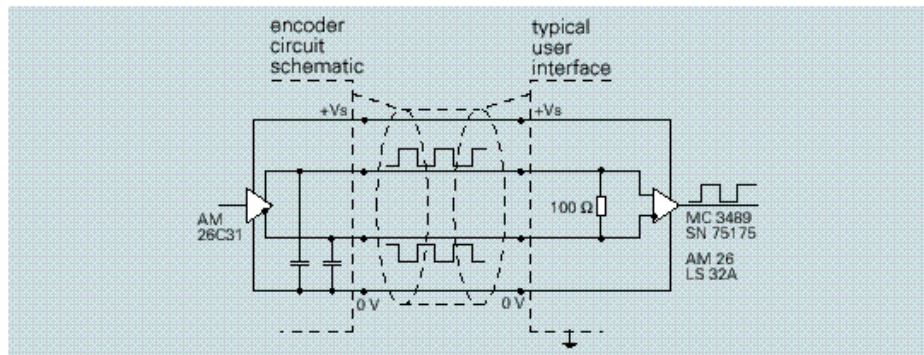 encoder
circuit
schematic
typical
user
interface
+Vs
+Vs
AM
26C31
100 Ω
MC 3489
SN 75175
AM 26
LS 32A
0 V
0 V